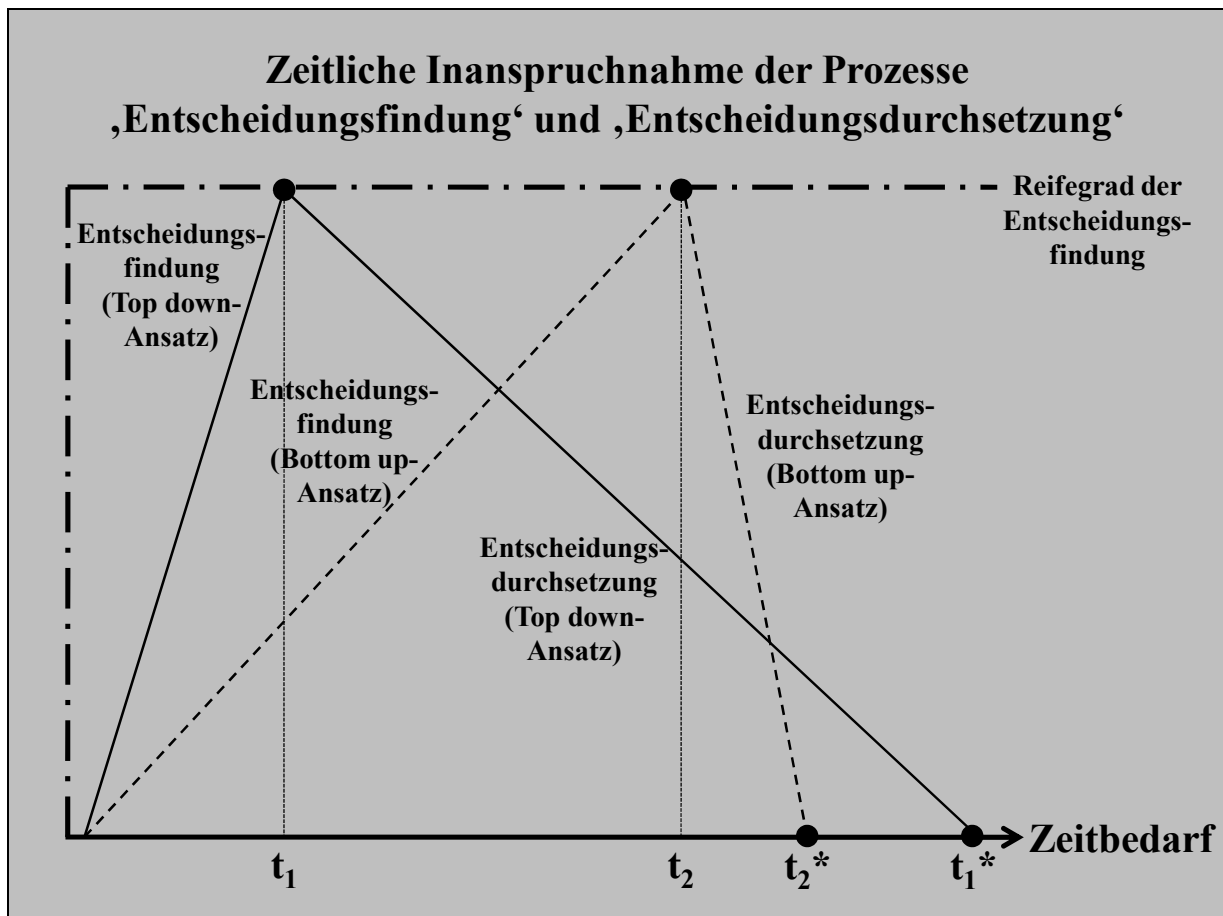 Zeitliche Inanspruchnahme der Prozesse
‚Entscheidungsfindung‘ und ‚Entscheidungsdurchsetzung‘
Reifegrad der
Entscheidungs-
findung
Entscheidungs-
findung
(Top down-
Ansatz)
Entscheidungs-
findung
(Bottom up-
Ansatz)
Entscheidungs-
durchsetzung
(Bottom up-
Ansatz)
Entscheidungs-
durchsetzung
(Top down-
Ansatz)
Zeitbedarf
t₁
t₂
t₂*
t₁*